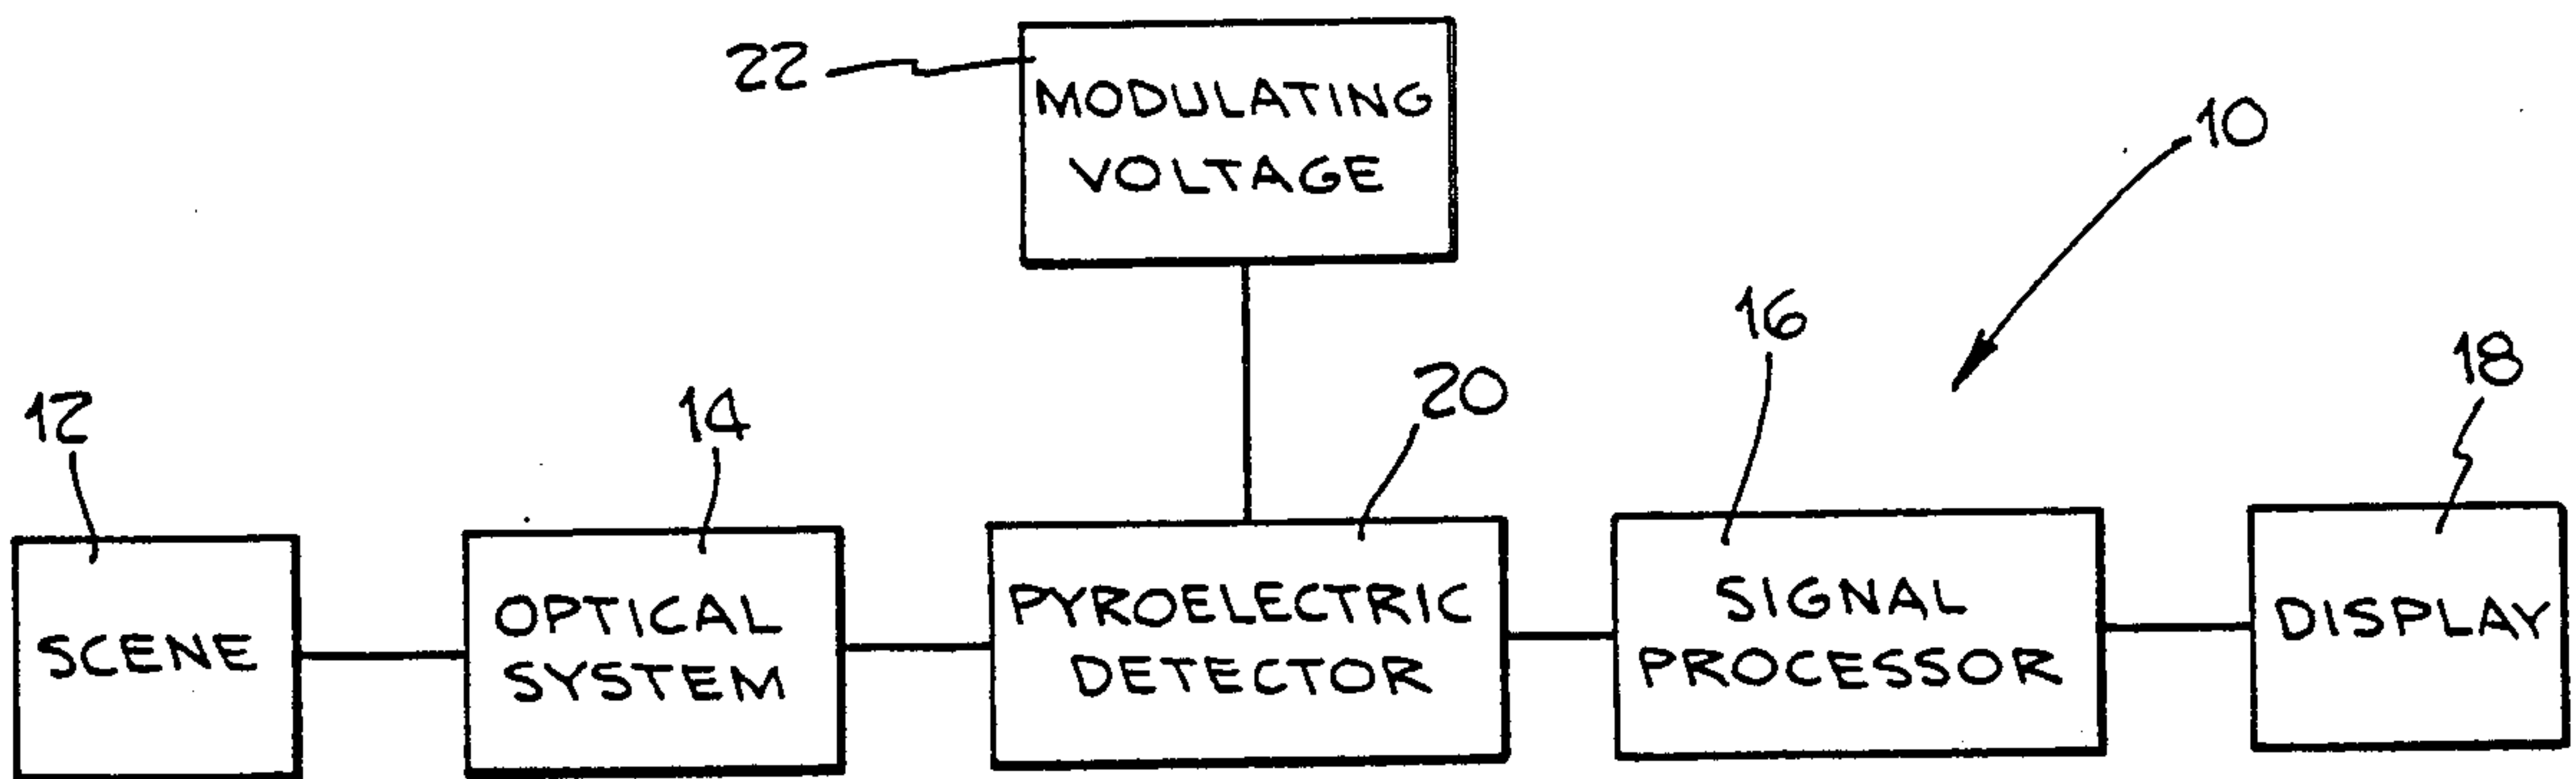 22
MODULATING
VOLTAGE
10
16
18
20
14
12
SCENE
OPTICAL
SYSTEM
PYROELECTRIC
DETECTOR
SIGNAL
PROCESSOR
DISPLAY